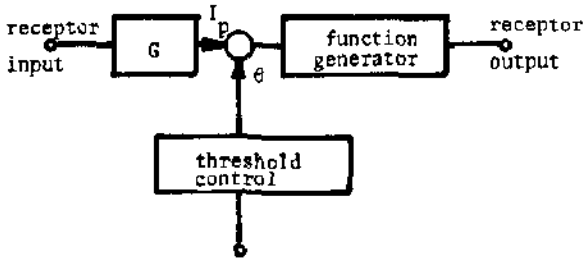 receptor
input
G
I
p
θ
function
generator
receptor
output
threshold
control